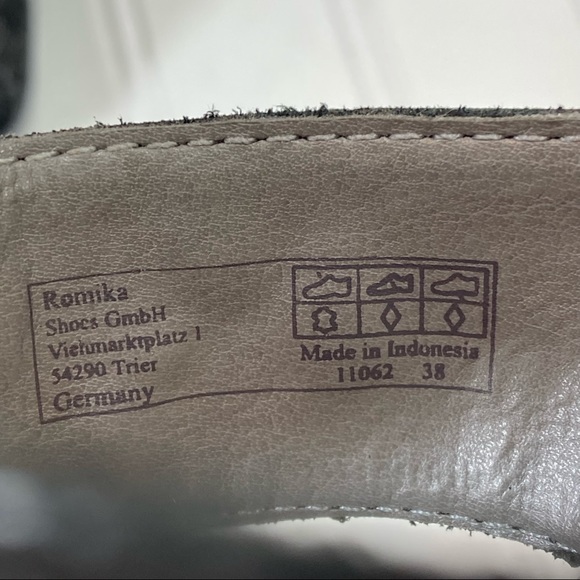 Romika
Shoes GmbH
Viehmarktplatz 1
54290 Trier
Germany
Made in Indonesia
11062 38